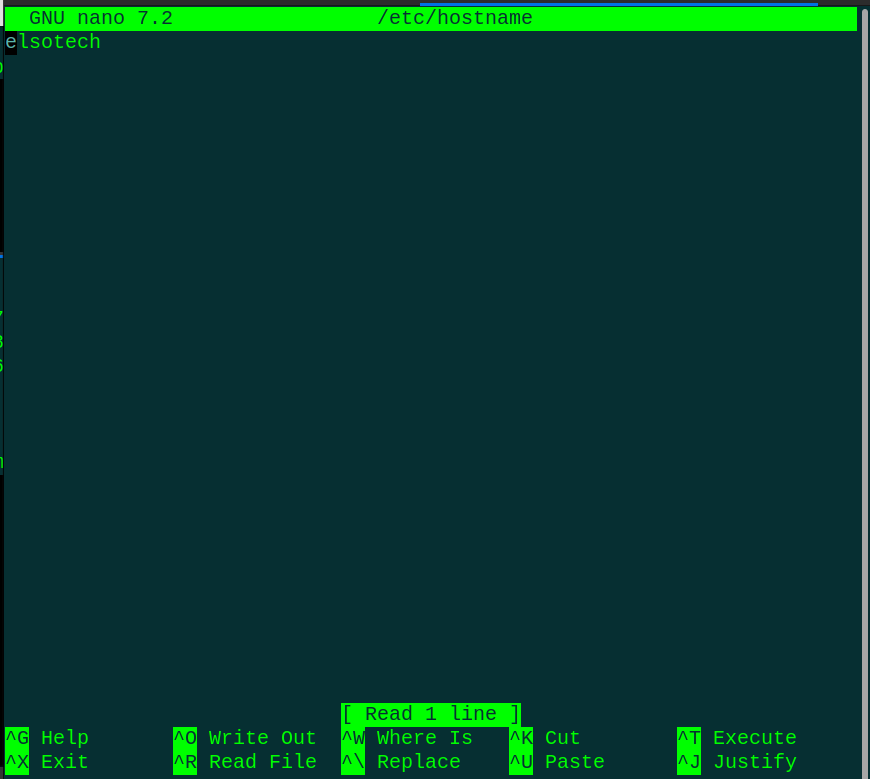 GNU nano 7.2 /etc/hostname
elsotech
[ Read 1 line ]
^G Help ^O Write Out ^W Where Is ^K Cut ^T Execute
^X Exit ^R Read File ^\ Replace ^U Paste ^J Justify